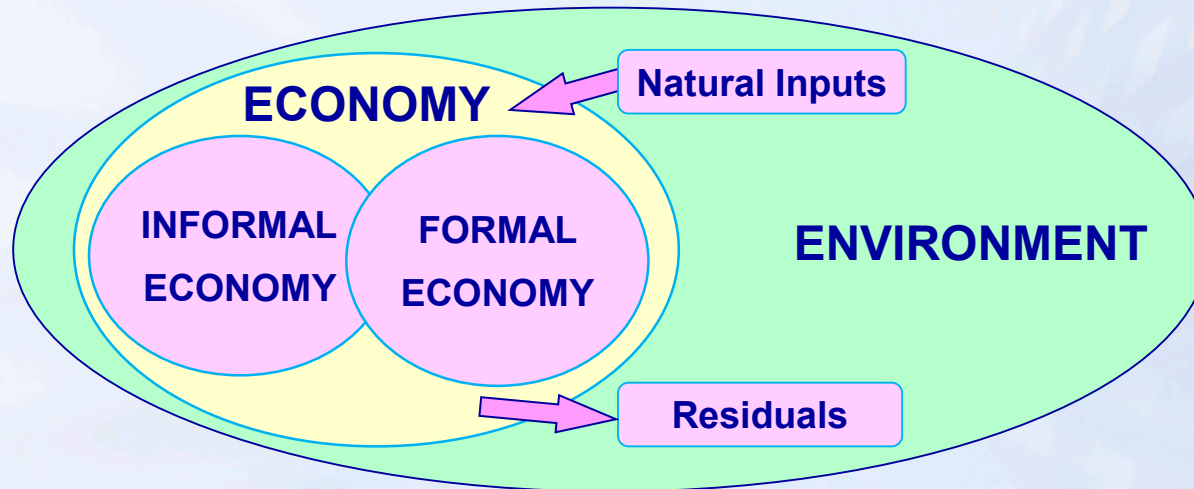 Natural Inputs
ECONOMY
INFORMAL
ECONOMY
FORMAL
ECONOMY
ENVIRONMENT
Residuals